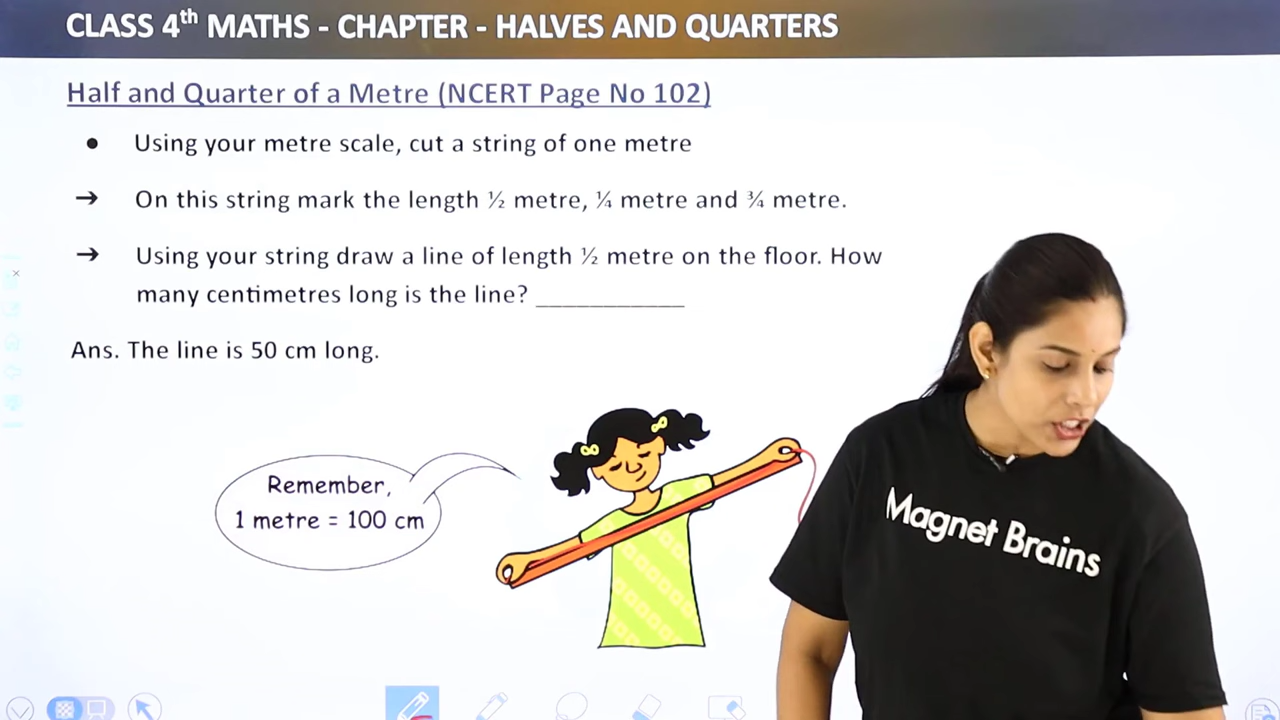 CLASS 4th MATHS - CHAPTER - HALVES AND QUARTERS
Half and Quarter of a Metre (NCERT Page No 102)
● Using your metre scale, cut a string of one metre
→ On this string mark the length ½ metre, ¼ metre and ¾ metre.
→ Using your string draw a line of length ½ metre on the floor. How
many centimetres long is the line? ___________
Ans. The line is 50 cm long.
Remember,
1 metre = 100 cm
Magnet Brains